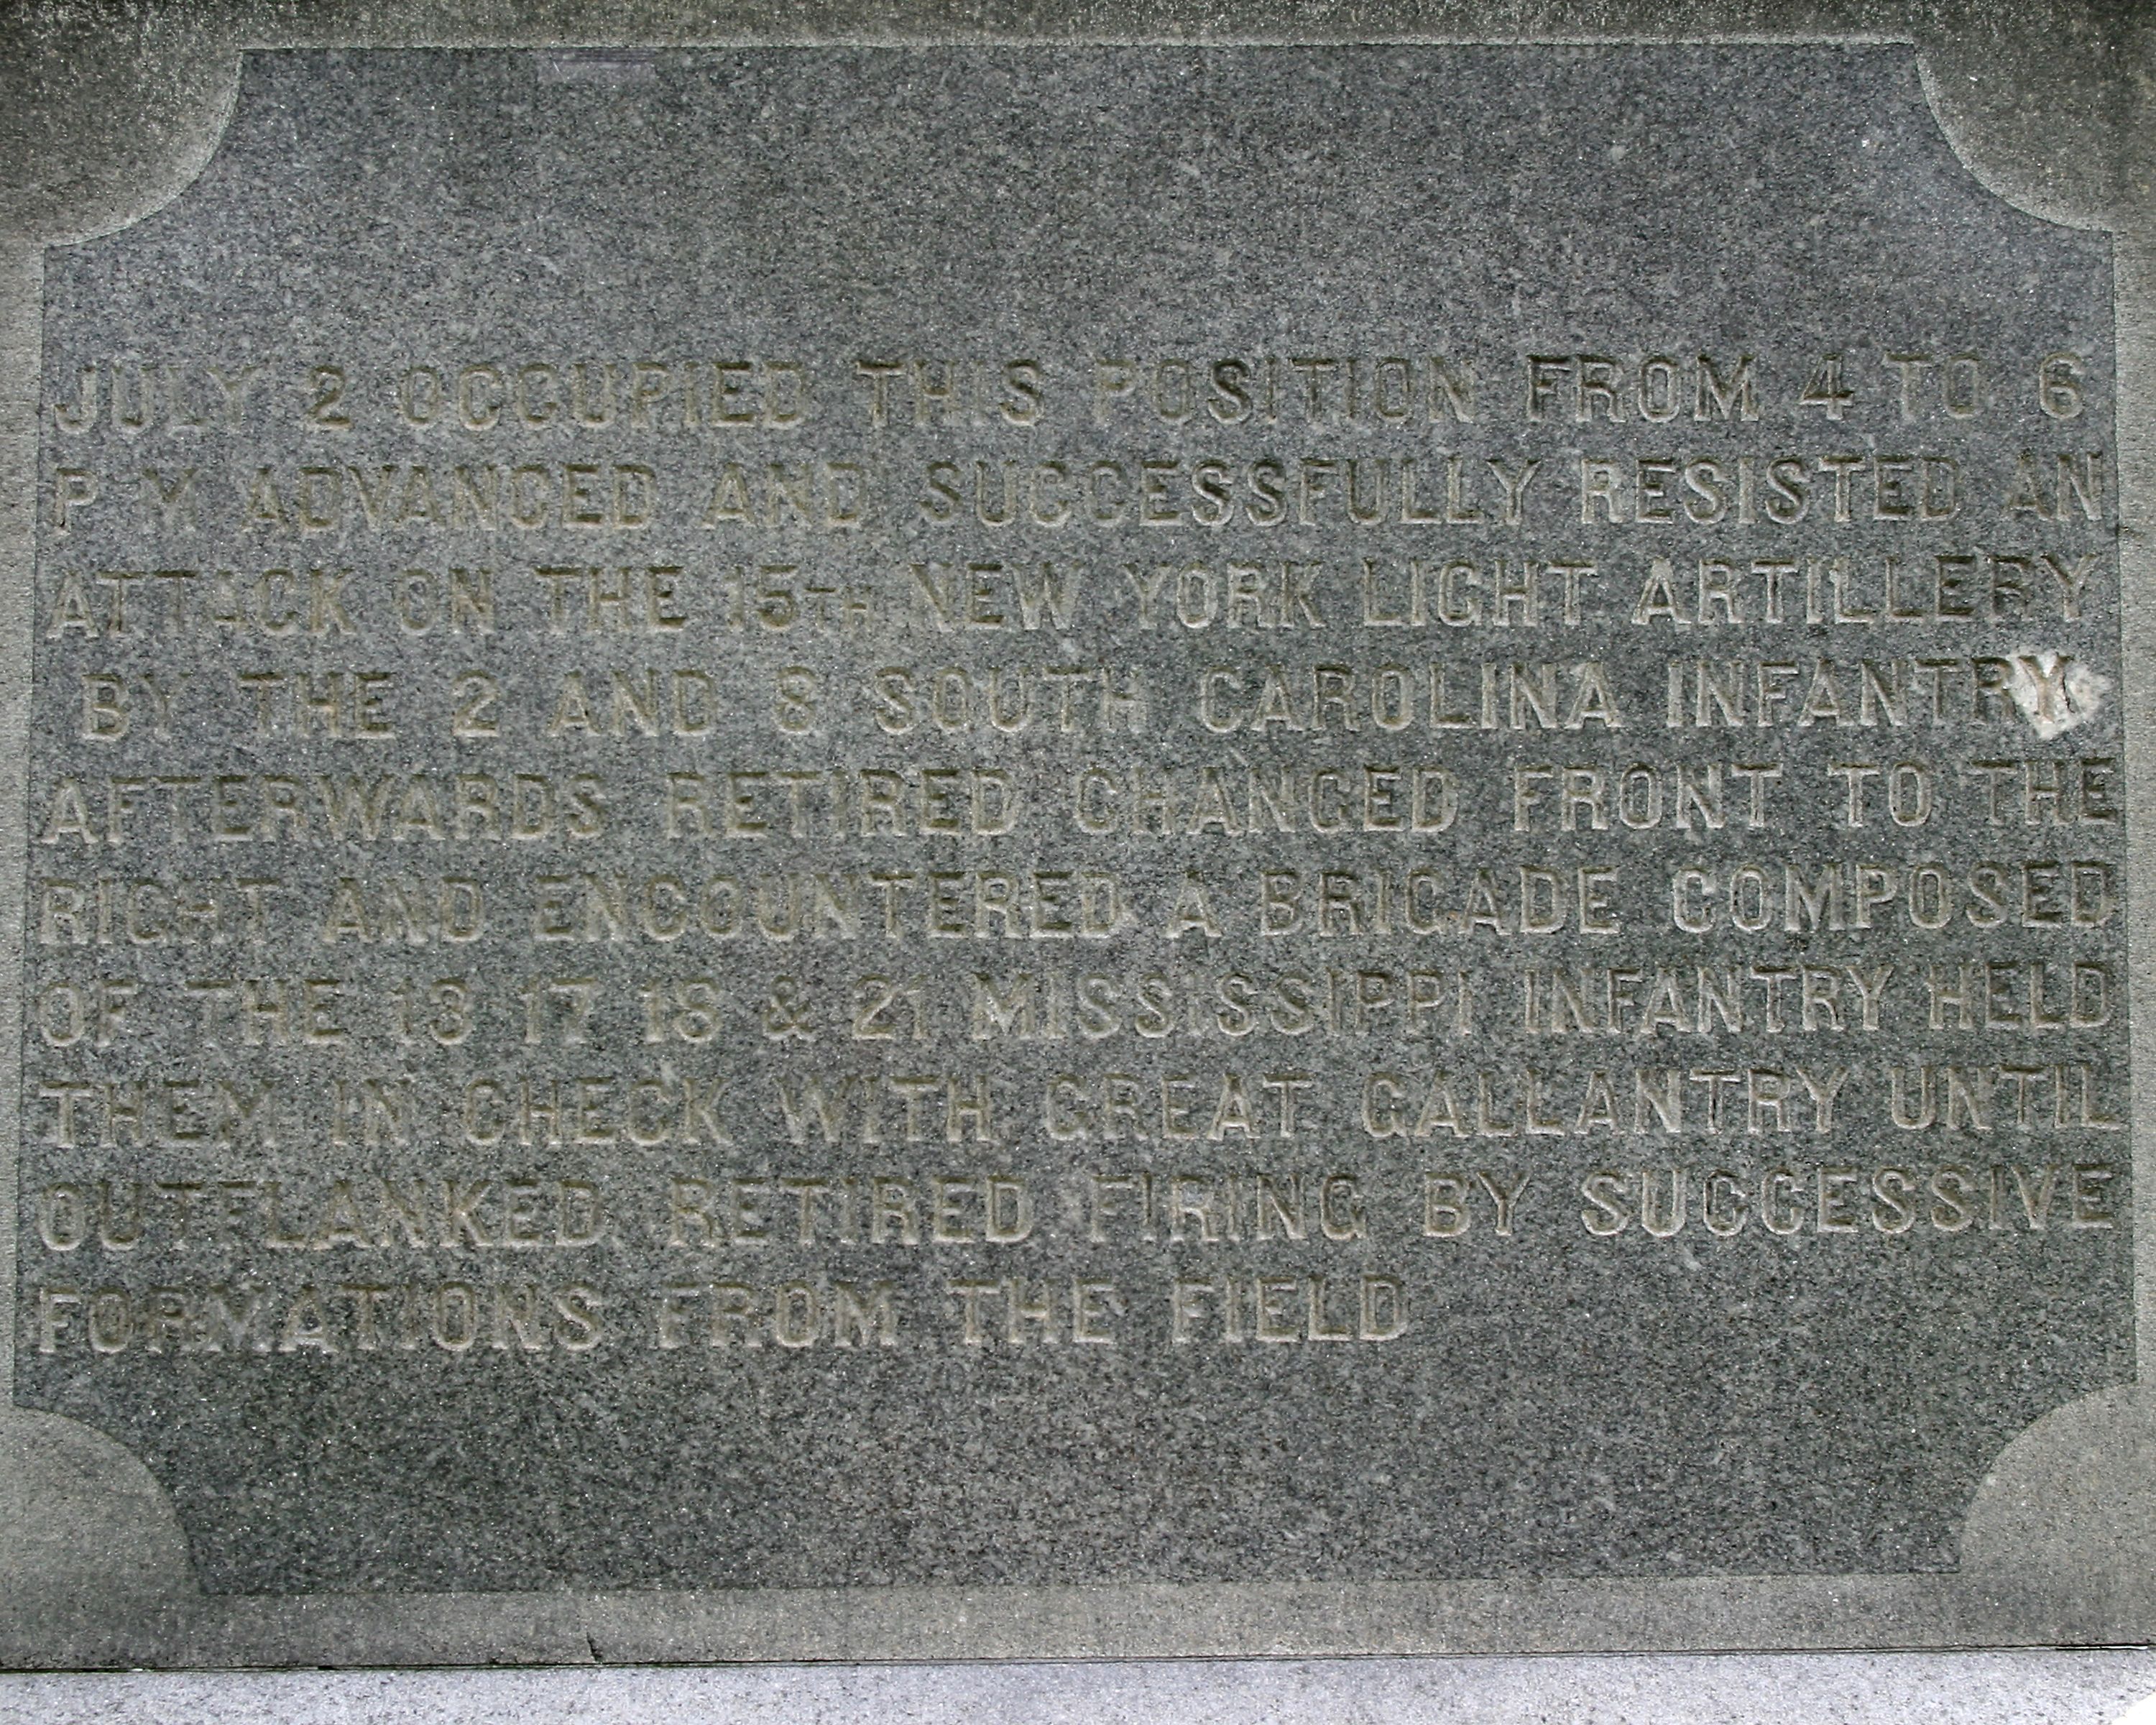 JULY 2 OCCUPIED THIS POSITION FROM 4 TO 6
P M ADVANCED AND SUCCESSFULLY RESISTED AN
ATTACK ON THE 15TH NEW YORK LIGHT ARTILLERY
BY THE 2 AND 8 SOUTH CAROLINA INFANTRY
AFTERWARDS RETIRED CHANGED FRONT TO THE
RIGHT AND ENCOUNTERED A BRIGADE COMPOSED
OF THE 13 17 18 & 21 MISSISSIPPI INFANTRY HELD
THEM IN CHECK WITH GREAT GALLANTRY UNTIL
OUTFLANKED RETIRED FIRING BY SUCCESSIVE
FORMATIONS FROM THE FIELD